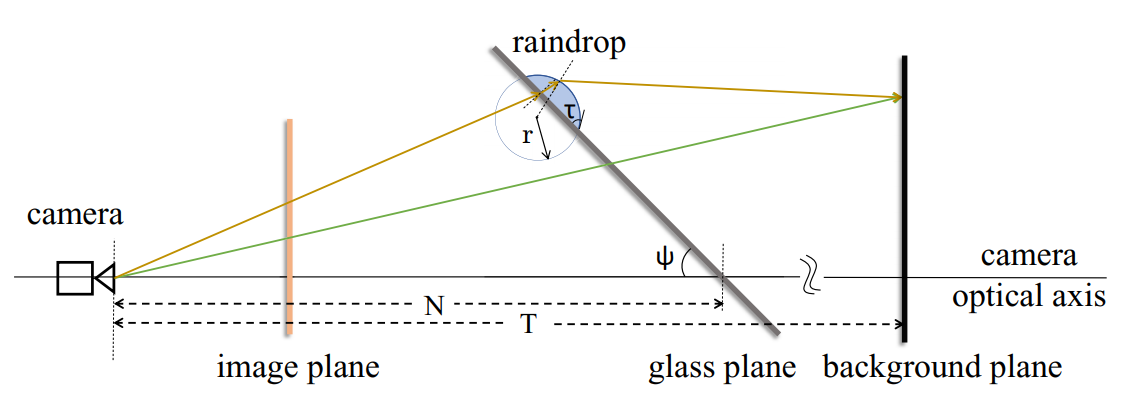 raindrop
τ
r
camera
ψ
camera
optical axis
N
T
image plane
glass plane
background plane